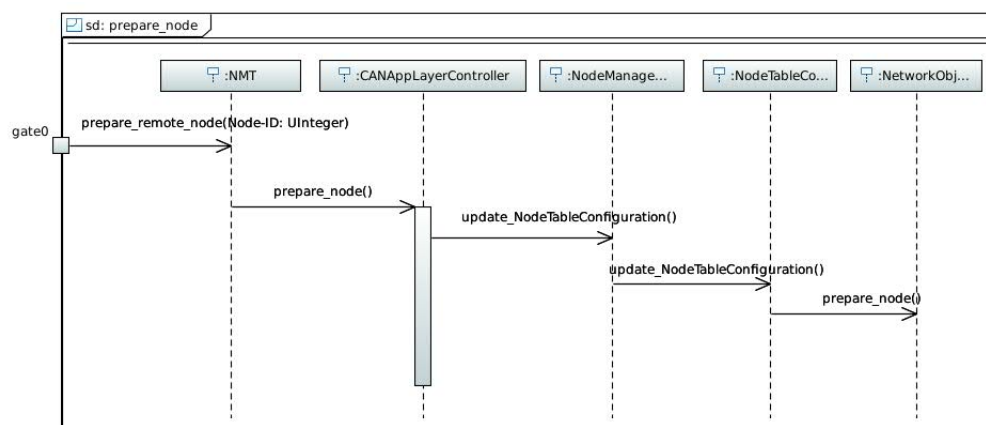 sd: prepare_node
:NMT
:CANAppLayerController
:NodeManage...
:NodeTableCo...
:NetworkObj...
gate0
prepare_remote_node(Node-ID: UInteger)
prepare_node()
update_NodeTableConfiguration()
update_NodeTableConfiguration()
prepare_node()